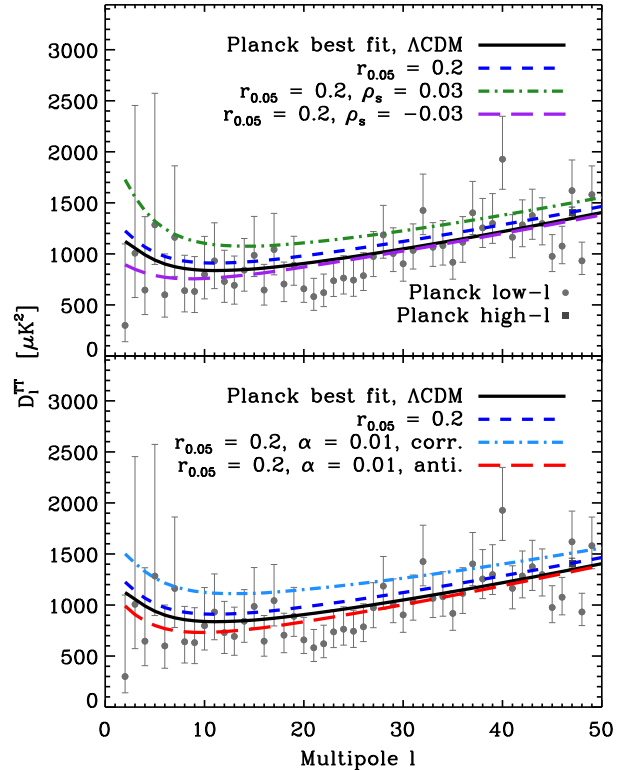 3000
2500
2000
1500
1000
500
0
Planck best fit, ΛCDM
r0.05 = 0.2
r0.05 = 0.2, ρs = 0.03
r0.05 = 0.2, ρs = −0.03
Planck low−l
Planck high−l
DlTT [μK2]
3000
2500
2000
1500
1000
500
0
Planck best fit, ΛCDM
r0.05 = 0.2
r0.05 = 0.2, α = 0.01, corr.
r0.05 = 0.2, α = 0.01, anti.
0 10 20 30 40 50
Multipole l